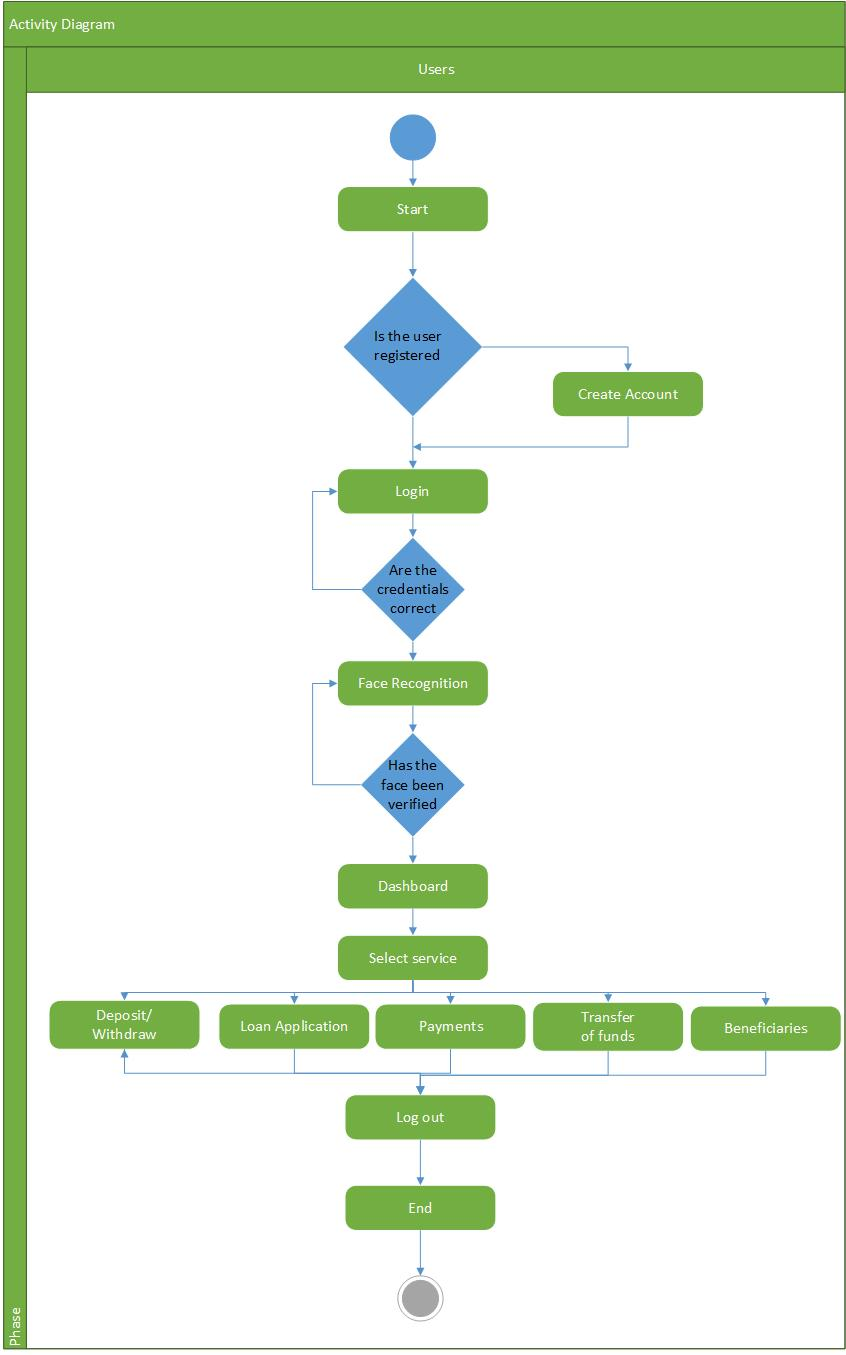 Activity Diagram
Users
Start
Is the user
registered
Create Account
Login
Are the
credentials
correct
Face Recognition
Has the
face been
verified
Dashboard
Select service
Deposit/
Withdraw
Loan Application
Payments
Transfer
of funds
Beneficiaries
Log out
End
Phase